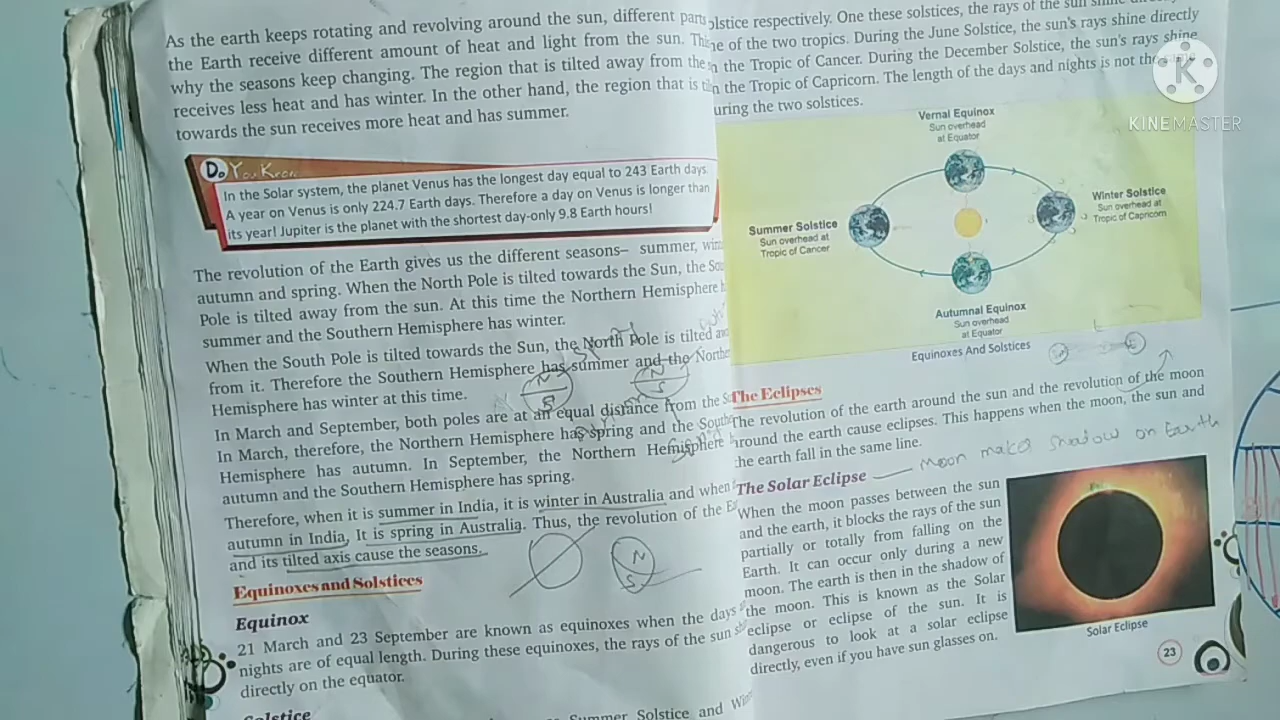 As the earth keeps rotating and revolving around the sun, different parts
the Earth receive different amount of heat and light from the sun. This
why the seasons keep changing. The region that is tilted away from the
receives less heat and has winter. In the other hand, the region that is
towards the sun receives more heat and has summer.
Do You Know
In the Solar system, the planet Venus has the longest day equal to 243 Earth days.
A year on Venus is only 224.7 Earth days. Therefore a day on Venus is longer than
its year! Jupiter is the planet with the shortest day-only 9.8 Earth hours!
The revolution of the Earth gives us the different seasons– summer,
autumn and spring. When the North Pole is tilted towards the Sun, the
Pole is tilted away from the sun. At this time the Northern Hemisphere
summer and the Southern Hemisphere has winter.
When the South Pole is tilted towards the Sun, the North Pole is tilted
from it. Therefore the Southern Hemisphere has summer and the
Hemisphere has winter at this time.
N
S
N
S
In March and September, both poles are at an equal distance from the
In March, therefore, the Northern Hemisphere has spring and the
Hemisphere has autumn. In September, the Northern Hemisphere
autumn and the Southern Hemisphere has spring.
Therefore, when it is summer in India, it is winter in Australia and when
autumn in India, It is spring in Australia. Thus, the revolution of the
and its tilted axis cause the seasons.
N
S
Equinoxes and Solstices
Equinox
21 March and 23 September are known as equinoxes when the days
nights are of equal length. During these equinoxes, the rays of the sun
directly on the equator.
Solstice
Summer Solstice and
olstice respectively. One these solstices, the rays of the sun shine
ne of the two tropics. During the June Solstice, the sun's rays shine directly
n the Tropic of Cancer. During the December Solstice, the sun's rays shine
n the Tropic of Capricorn. The length of the days and nights is not the
uring the two solstices.
K
KINEMASTER
Vernal Equinox
Sun overhead
at Equator
Winter Solstice
Sun overhead at
Tropic of Capricorn
Summer Solstice
Sun overhead at
Tropic of Cancer
Autumnal Equinox
Sun overhead
at Equator
Equinoxes And Solstices
The Eclipses
The revolution of the earth around the sun and the revolution of the moon
around the earth cause eclipses. This happens when the moon, the sun and
the earth fall in the same line.
The Solar Eclipse
Moon makes shadow on Earth
When the moon passes between the sun
and the earth, it blocks the rays of the sun
partially or totally from falling on the
Earth. It can occur only during a new
moon. The earth is then in the shadow of
the moon. This is known as the Solar
eclipse or eclipse of the sun. It is
dangerous to look at a solar eclipse
directly, even if you have sun glasses on.
Solar Eclipse
23